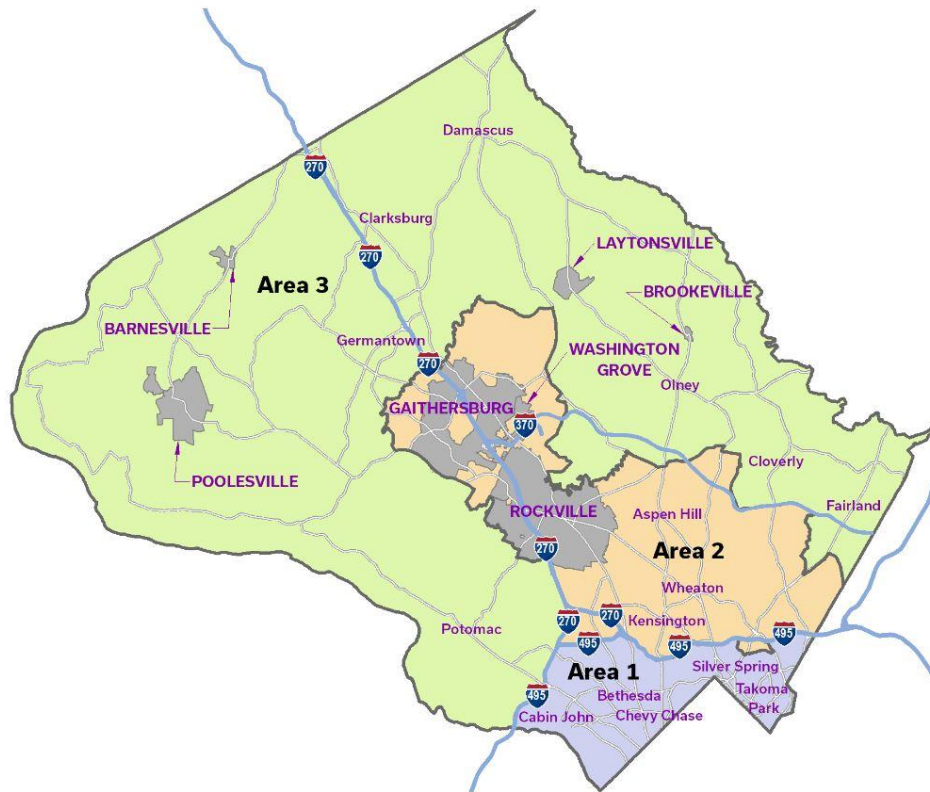 Damascus
270
Clarksburg
LAYTONSVILLE
270
Area 3
BROOKEVILLE
BARNESVILLE
Germantown
WASHINGTON
GROVE
270
Olney
GAITHERSBURG
370
Cloverly
POOLESVILLE
Fairland
ROCKVILLE
Aspen Hill
270
Area 2
Wheaton
270
270
Kensington
Potomac
495
495
495
Area 1
Silver Spring
495
Bethesda
Takoma
Park
Cabin John
Chevy Chase